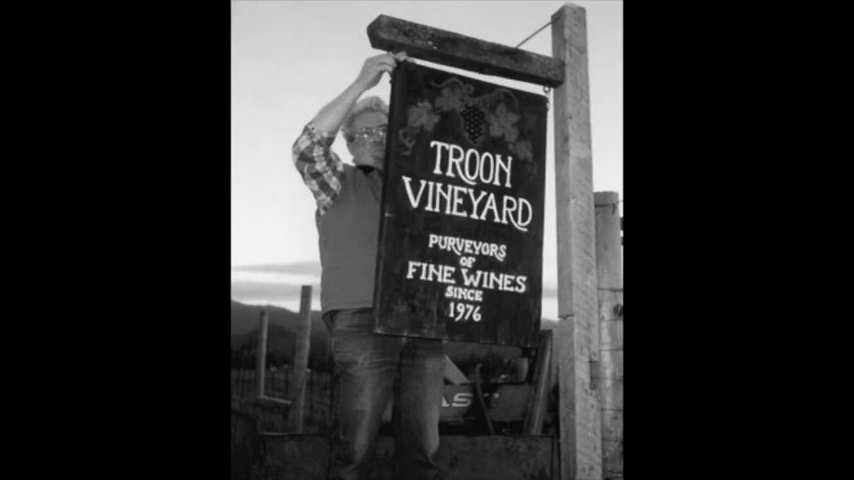 TROON
VINEYARD
PURVEYORS
OF
FINE WINES
SINCE
1976